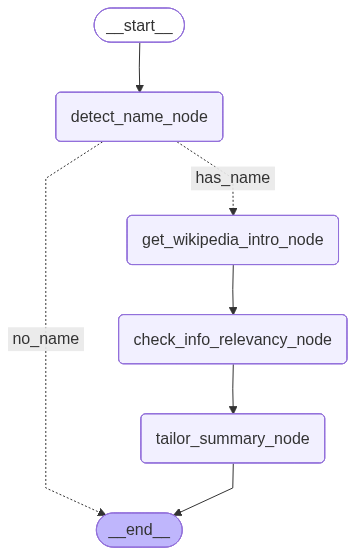 __start__
detect_name_node
has_name
get_wikipedia_intro_node
no_name
check_info_relevancy_node
tailor_summary_node
__end__